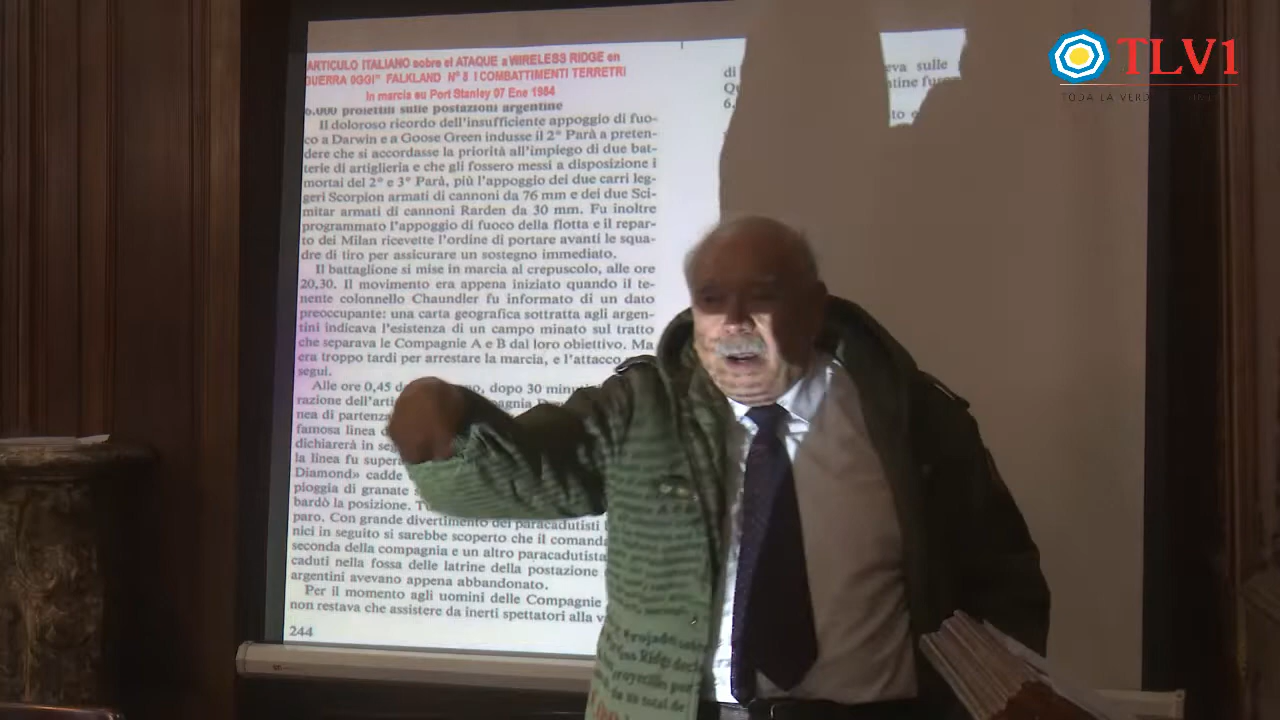 TLV1
ARTICULO ITALIANO sobre el ATAQUE a WIRELESS RIDGE en
GUERRA 0GGI" FALKLAND N° 8 I COMBATTIMENTI TERRETRI
In marcia su Port Stanley 07 Ene 1984
6.000 proiettili sulle postazioni argentine
Il doloroso ricordo dell'insufficiente appoggio di fuo-
co a Darwin e a Goose Green indusse il 2° Parà a preten-
dere che si accordasse la priorità all'impiego di due bat-
terie di artiglieria e che gli fossero messi a disposizione i
mortai del 2° e 3° Parà, più l'appoggio dei due carri leg-
geri Scorpion armati di cannoni da 76 mm e dei due Sci-
mitar armati di cannoni Rarden da 30 mm. Fu inoltre
programmato l'appoggio di fuoco della flotta e il repar-
to dei Milan ricevette l'ordine di portare avanti le squa-
dre di tiro per assicurare un sostegno immediato.
Il battaglione si mise in marcia al crepuscolo, alle ore
20,30. Il movimento era appena iniziato quando il te-
nente colonnello Chaundler fu informato di un dato
preoccupante: una carta geografica sottratta agli argen-
tini indicava l'esistenza di un campo minato sul tratto
che separava le Compagnie A e B dal loro obiettivo. Ma
era troppo tardi per arrestare la marcia, e l'attacco
seguì.
Alle ore 0,45 dopo 30
razione
nea di partenza
famosa linea
dichiarerà in
la linea fu
Diamond» cadde
pioggia di granate
bardò la posizione.
paro. Con grande divertimento dei paracadutisti
nici in seguito si sarebbe scoperto che il
seconda della compagnia e un altro paracadutista
caduti nella fossa delle latrine della postazione
argentini avevano appena abbandonato.
Per il momento agli uomini delle Compagnie
non restava che assistere da inerti spettatori alla
244
di
sulle
6.
Ridge
total de